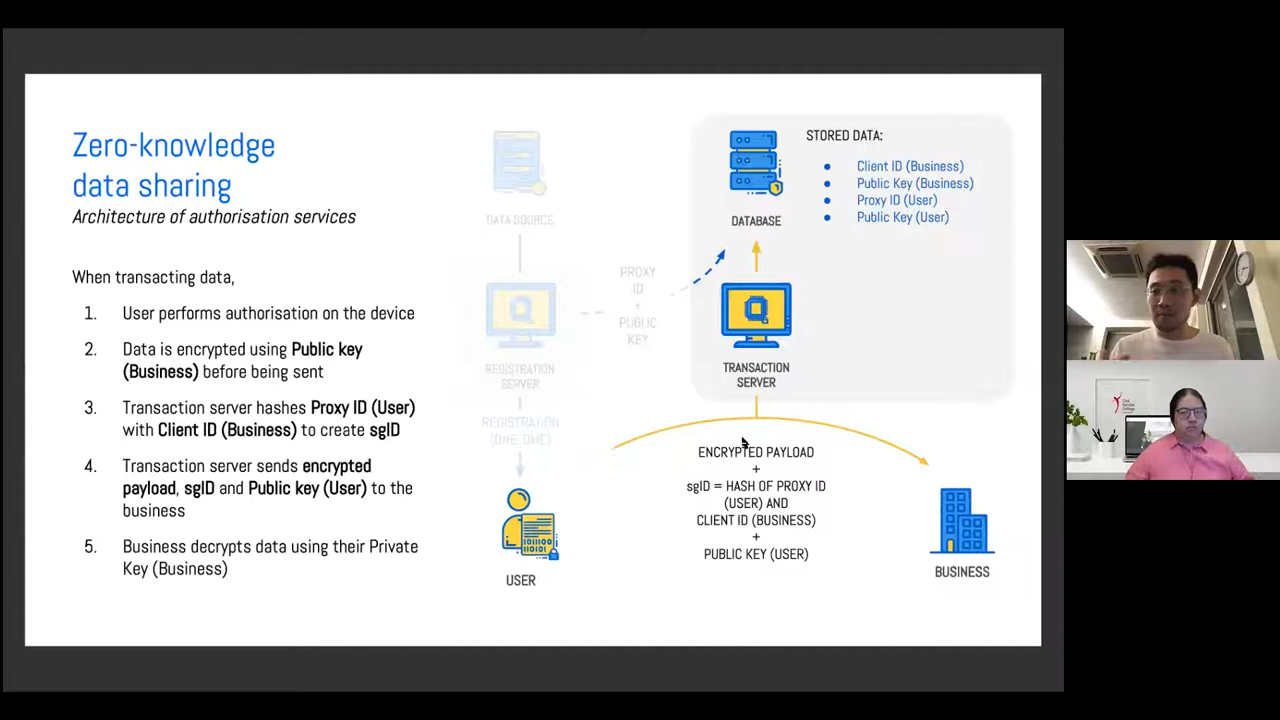 Zero-knowledge
data sharing
Architecture of authorisation services
When transacting data,
1. User performs authorisation on the device
2. Data is encrypted using Public key
(Business) before being sent
3. Transaction server hashes Proxy ID (User)
with Client ID (Business) to create sgID
4. Transaction server sends encrypted
payload, sgID and Public key (User) to the
business
5. Business decrypts data using their Private
Key (Business)
DATA SOURCE
REGISTRATION
SERVER
REGISTRATION
(ONE-TIME)
USER
PROXY
ID
+
PUBLIC
KEY
DATABASE
STORED DATA:
● Client ID (Business)
● Public Key (Business)
● Proxy ID (User)
● Public Key (User)
TRANSACTION
SERVER
ENCRYPTED PAYLOAD
+
sgID = HASH OF PROXY ID
(USER) AND
CLIENT ID (BUSINESS)
+
PUBLIC KEY (USER)
BUSINESS